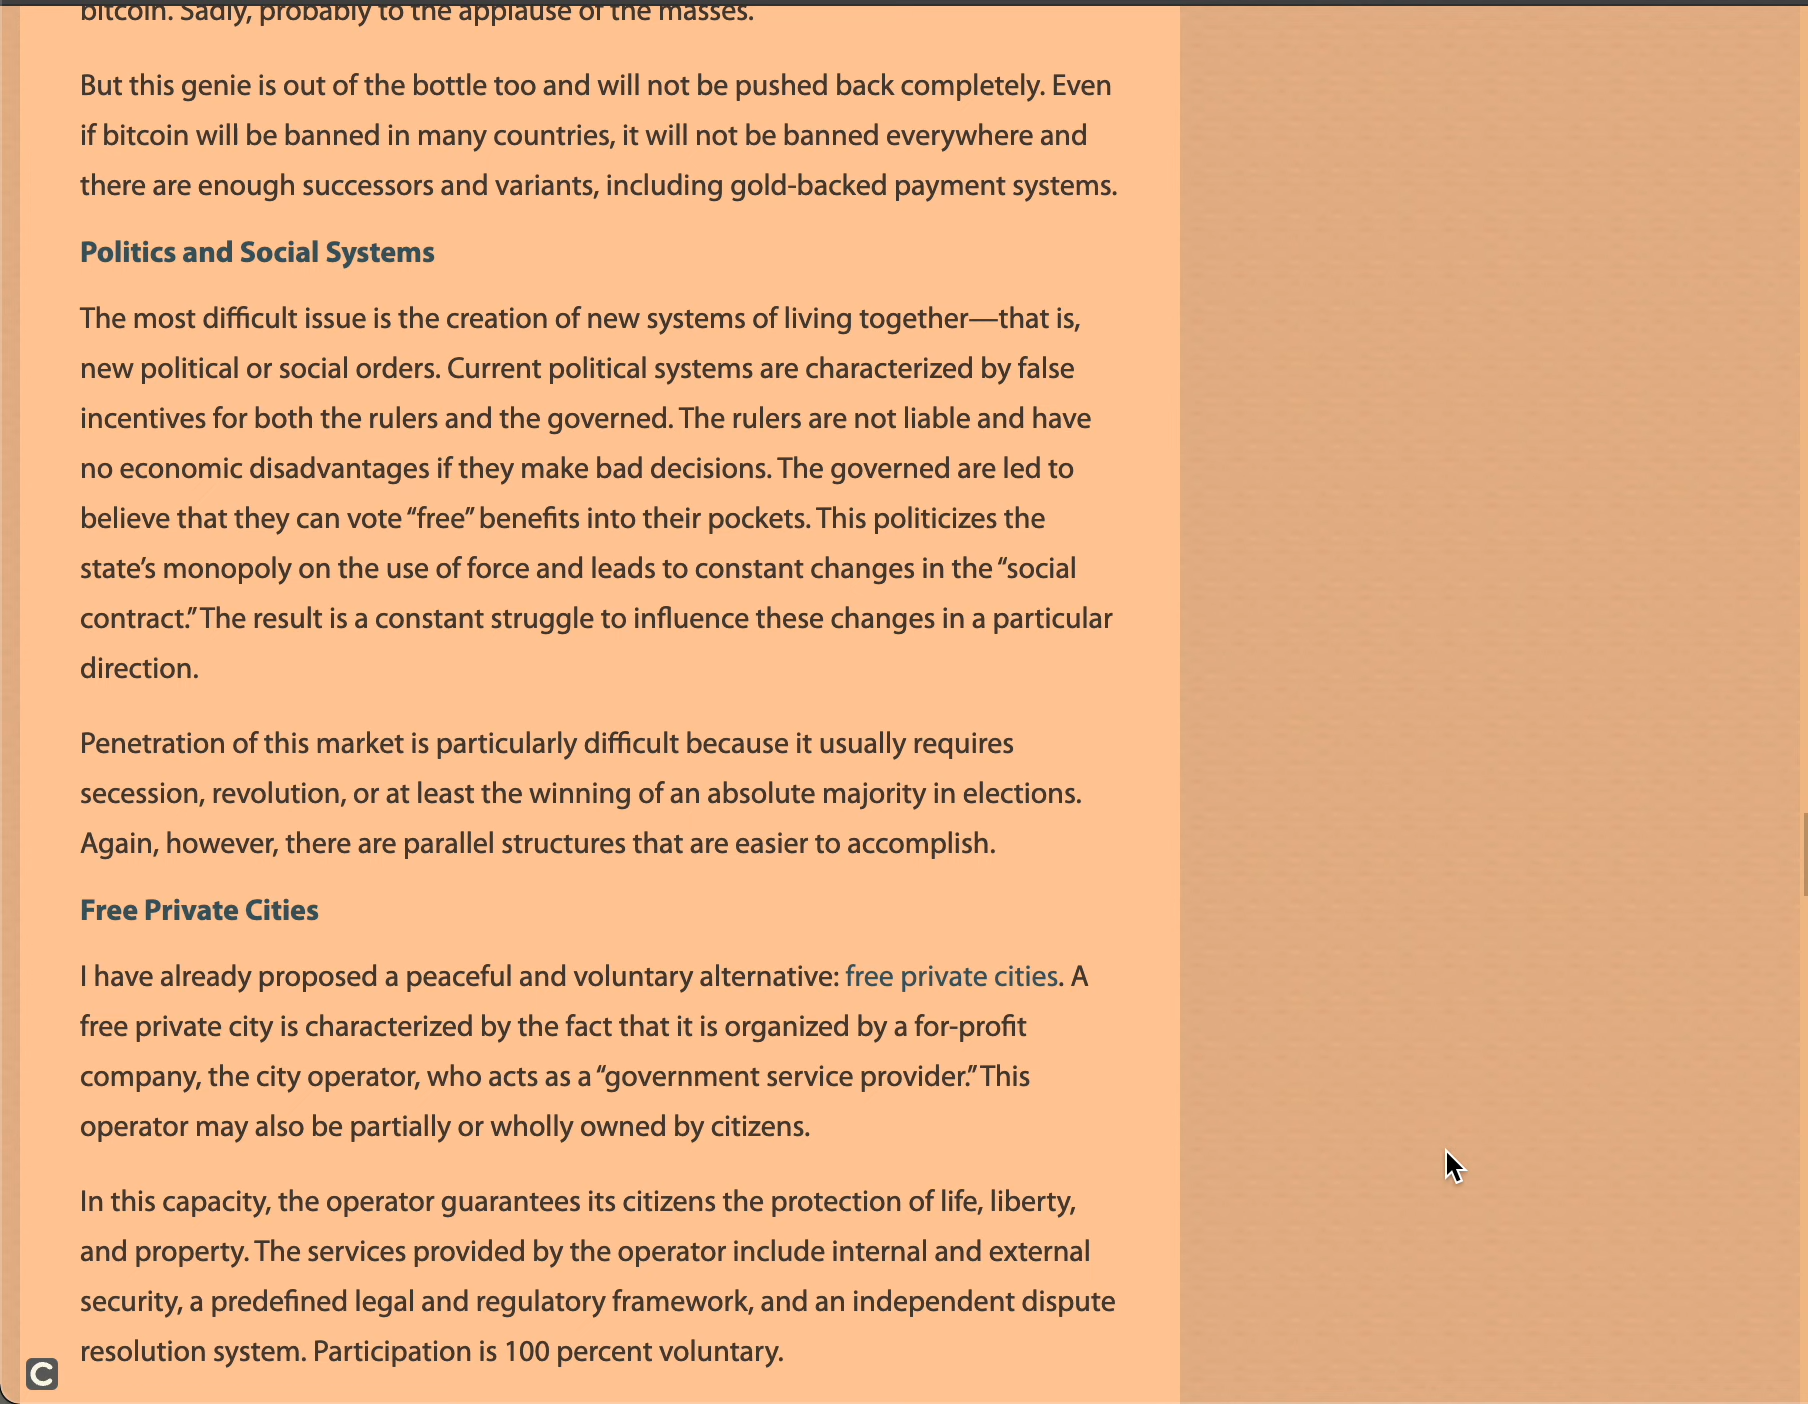 bitcoin. Sadly, probably to the applause of the masses.
But this genie is out of the bottle too and will not be pushed back completely. Even
if bitcoin will be banned in many countries, it will not be banned everywhere and
there are enough successors and variants, including gold-backed payment systems.
Politics and Social Systems
The most difficult issue is the creation of new systems of living together—that is,
new political or social orders. Current political systems are characterized by false
incentives for both the rulers and the governed. The rulers are not liable and have
no economic disadvantages if they make bad decisions. The governed are led to
believe that they can vote “free” benefits into their pockets. This politicizes the
state’s monopoly on the use of force and leads to constant changes in the “social
contract.” The result is a constant struggle to influence these changes in a particular
direction.
Penetration of this market is particularly difficult because it usually requires
secession, revolution, or at least the winning of an absolute majority in elections.
Again, however, there are parallel structures that are easier to accomplish.
Free Private Cities
I have already proposed a peaceful and voluntary alternative: free private cities. A
free private city is characterized by the fact that it is organized by a for-profit
company, the city operator, who acts as a “government service provider.” This
operator may also be partially or wholly owned by citizens.
In this capacity, the operator guarantees its citizens the protection of life, liberty,
and property. The services provided by the operator include internal and external
security, a predefined legal and regulatory framework, and an independent dispute
resolution system. Participation is 100 percent voluntary.
C